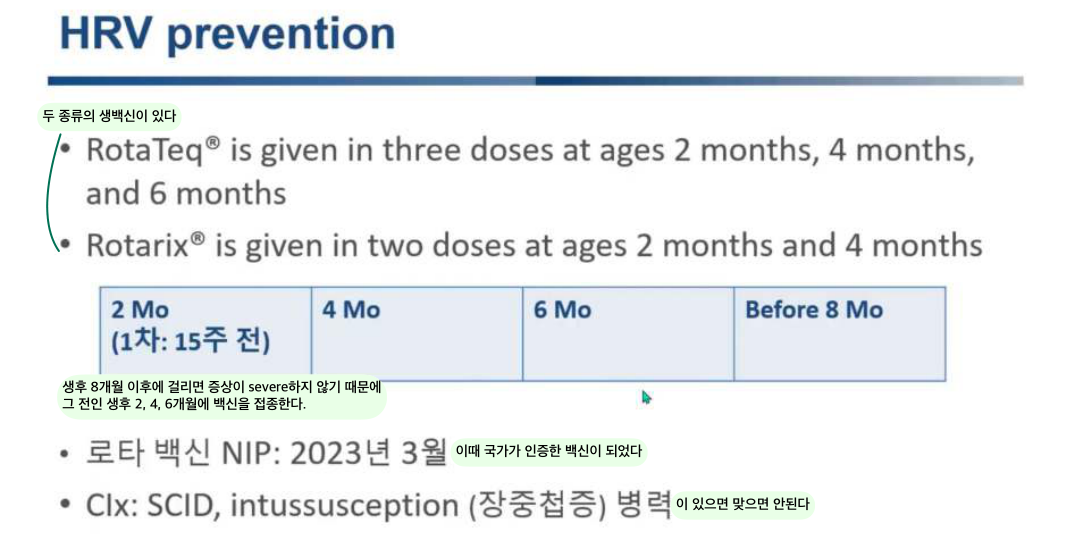 HRV prevention
두 종류의 생백신이 있다
• RotaTeq® is given in three doses at ages 2 months, 4 months,
and 6 months
• Rotarix® is given in two doses at ages 2 months and 4 months
2 Mo
(1차: 15주 전)
4 Mo
6 Mo
Before 8 Mo
생후 8개월 이후에 걸리면 증상이 severe하지 않기 때문에
그 전인 생후 2, 4, 6개월에 백신을 접종한다.
• 로타 백신 NIP: 2023년 3월 이때 국가가 인증한 백신이 되었다
• CIx: SCID, intussusception (장중첩증) 병력이 있으면 맞으면 안된다